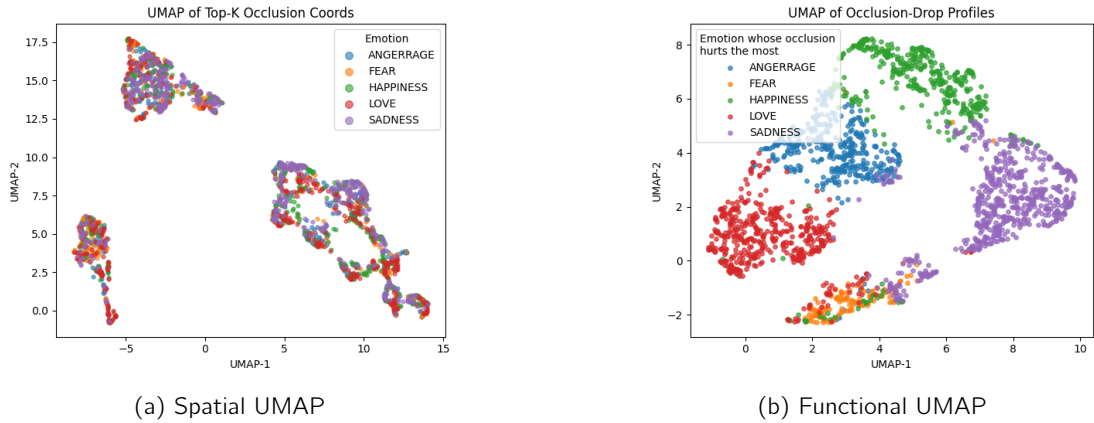 UMAP of Top-K Occlusion Coords
17.5
15.0
12.5
10.0
7.5
5.0
2.5
0.0
UMAP-2
Emotion
ANGERRAGE
FEAR
HAPPINESS
LOVE
SADNESS
−5
0
5
10
15
UMAP-1
(a) Spatial UMAP
UMAP of Occlusion-Drop Profiles
8
6
4
2
0
−2
UMAP-2
Emotion whose occlusion
hurts the most
ANGERRAGE
FEAR
HAPPINESS
LOVE
SADNESS
0
2
4
6
8
10
UMAP-1
(b) Functional UMAP